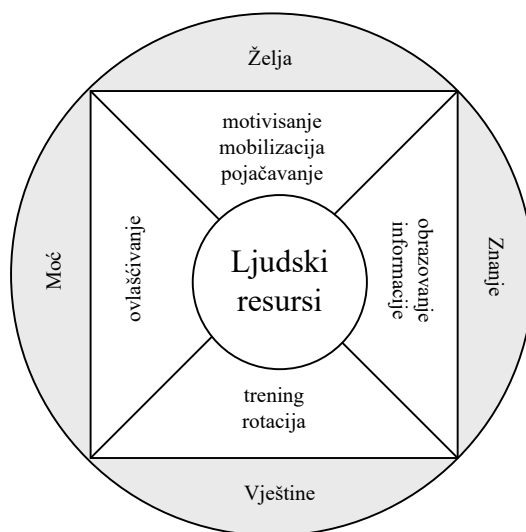 Želja
motivisanje
mobilizacija
pojačavanje
Moć
ovlašćivanje
Ljudski
resursi
obrazovanje
informacije
Znanje
trening
rotacija
Vještine